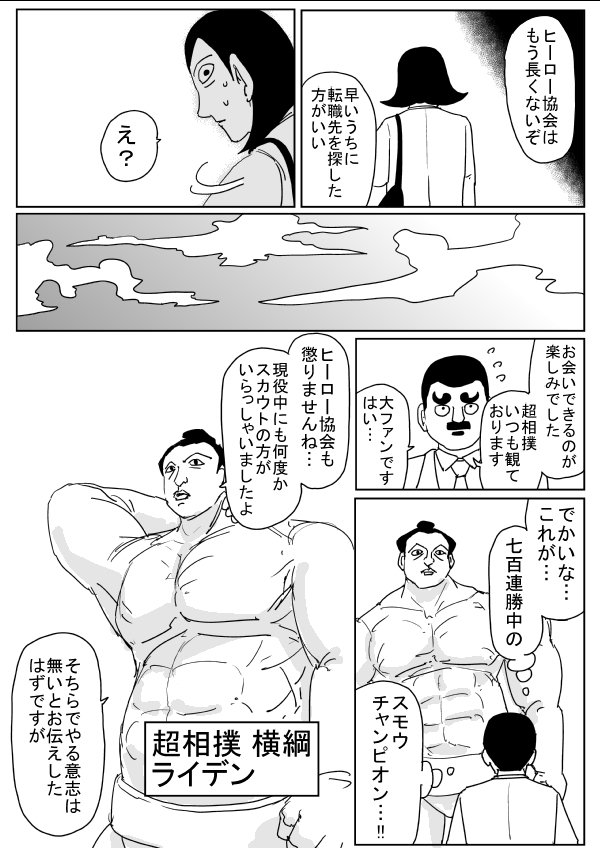 ヒーロー協会は
もう長くないぞ
早いうちに
転職先を探した
方がいい
え？
お会いできるのが
楽しみでした
超相撲
いつも観て
おります
大ファンです
はい…
ヒーロー協会も
懲りませんね…
現役中にも何度か
スカウトの方が
いらっしゃいましたよ
でかいな…
これが…
七百連勝中の
スモウ
チャンピオン…!!
そちらでやる意志は
無いとお伝えした
はずですが
超相撲 横綱
ライデン